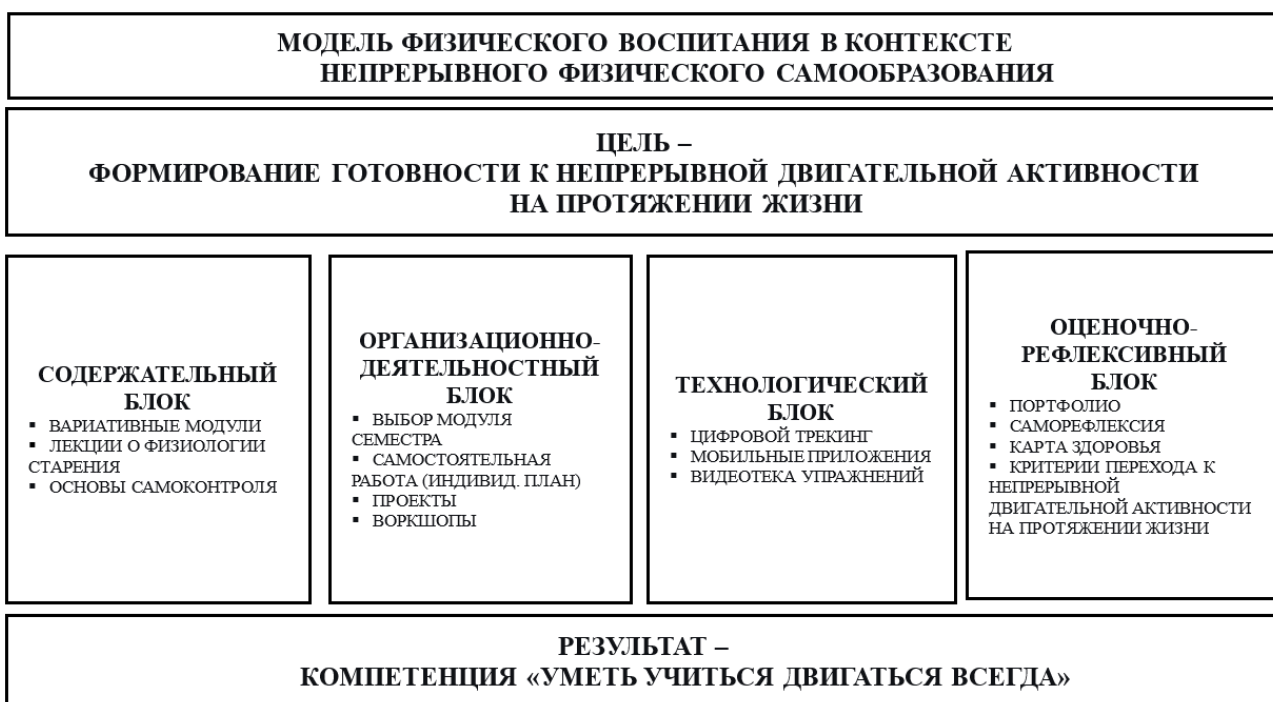 МОДЕЛЬ ФИЗИЧЕСКОГО ВОСПИТАНИЯ В КОНТЕКСТЕ
НЕПРЕРЫВНОГО ФИЗИЧЕСКОГО САМООБРАЗОВАНИЯ
ЦЕЛЬ –
ФОРМИРОВАНИЕ ГОТОВНОСТИ К НЕПРЕРЫВНОЙ ДВИГАТЕЛЬНОЙ АКТИВНОСТИ
НА ПРОТЯЖЕНИИ ЖИЗНИ
СОДЕРЖАТЕЛЬНЫЙ
БЛОК
▪ ВАРИАТИВНЫЕ МОДУЛИ
▪ ЛЕКЦИИ О ФИЗИОЛОГИИ
СТАРЕНИЯ
▪ ОСНОВЫ САМОКОНТРОЛЯ
ОРГАНИЗАЦИОННО-
ДЕЯТЕЛЬНОСТНЫЙ
БЛОК
▪ ВЫБОР МОДУЛЯ
СЕМЕСТРА
▪ САМОСТОЯТЕЛЬНАЯ
РАБОТА (ИНДИВИД. ПЛАН)
▪ ПРОЕКТЫ
▪ ВОРКШОПЫ
ТЕХНОЛОГИЧЕСКИЙ
БЛОК
▪ ЦИФРОВОЙ ТРЕКИНГ
▪ МОБИЛЬНЫЕ ПРИЛОЖЕНИЯ
▪ ВИДЕОТЕКА УПРАЖНЕНИЙ
ОЦЕНОЧНО-
РЕФЛЕКСИВНЫЙ
БЛОК
▪ ПОРТФОЛИО
▪ САМОРЕФЛЕКСИЯ
▪ КАРТА ЗДОРОВЬЯ
▪ КРИТЕРИИ ПЕРЕХОДА К
НЕПРЕРЫВНОЙ
ДВИГАТЕЛЬНОЙ АКТИВНОСТИ
НА ПРОТЯЖЕНИИ ЖИЗНИ
РЕЗУЛЬТАТ –
КОМПЕТЕНЦИЯ «УМЕТЬ УЧИТЬСЯ ДВИГАТЬСЯ ВСЕГДА»